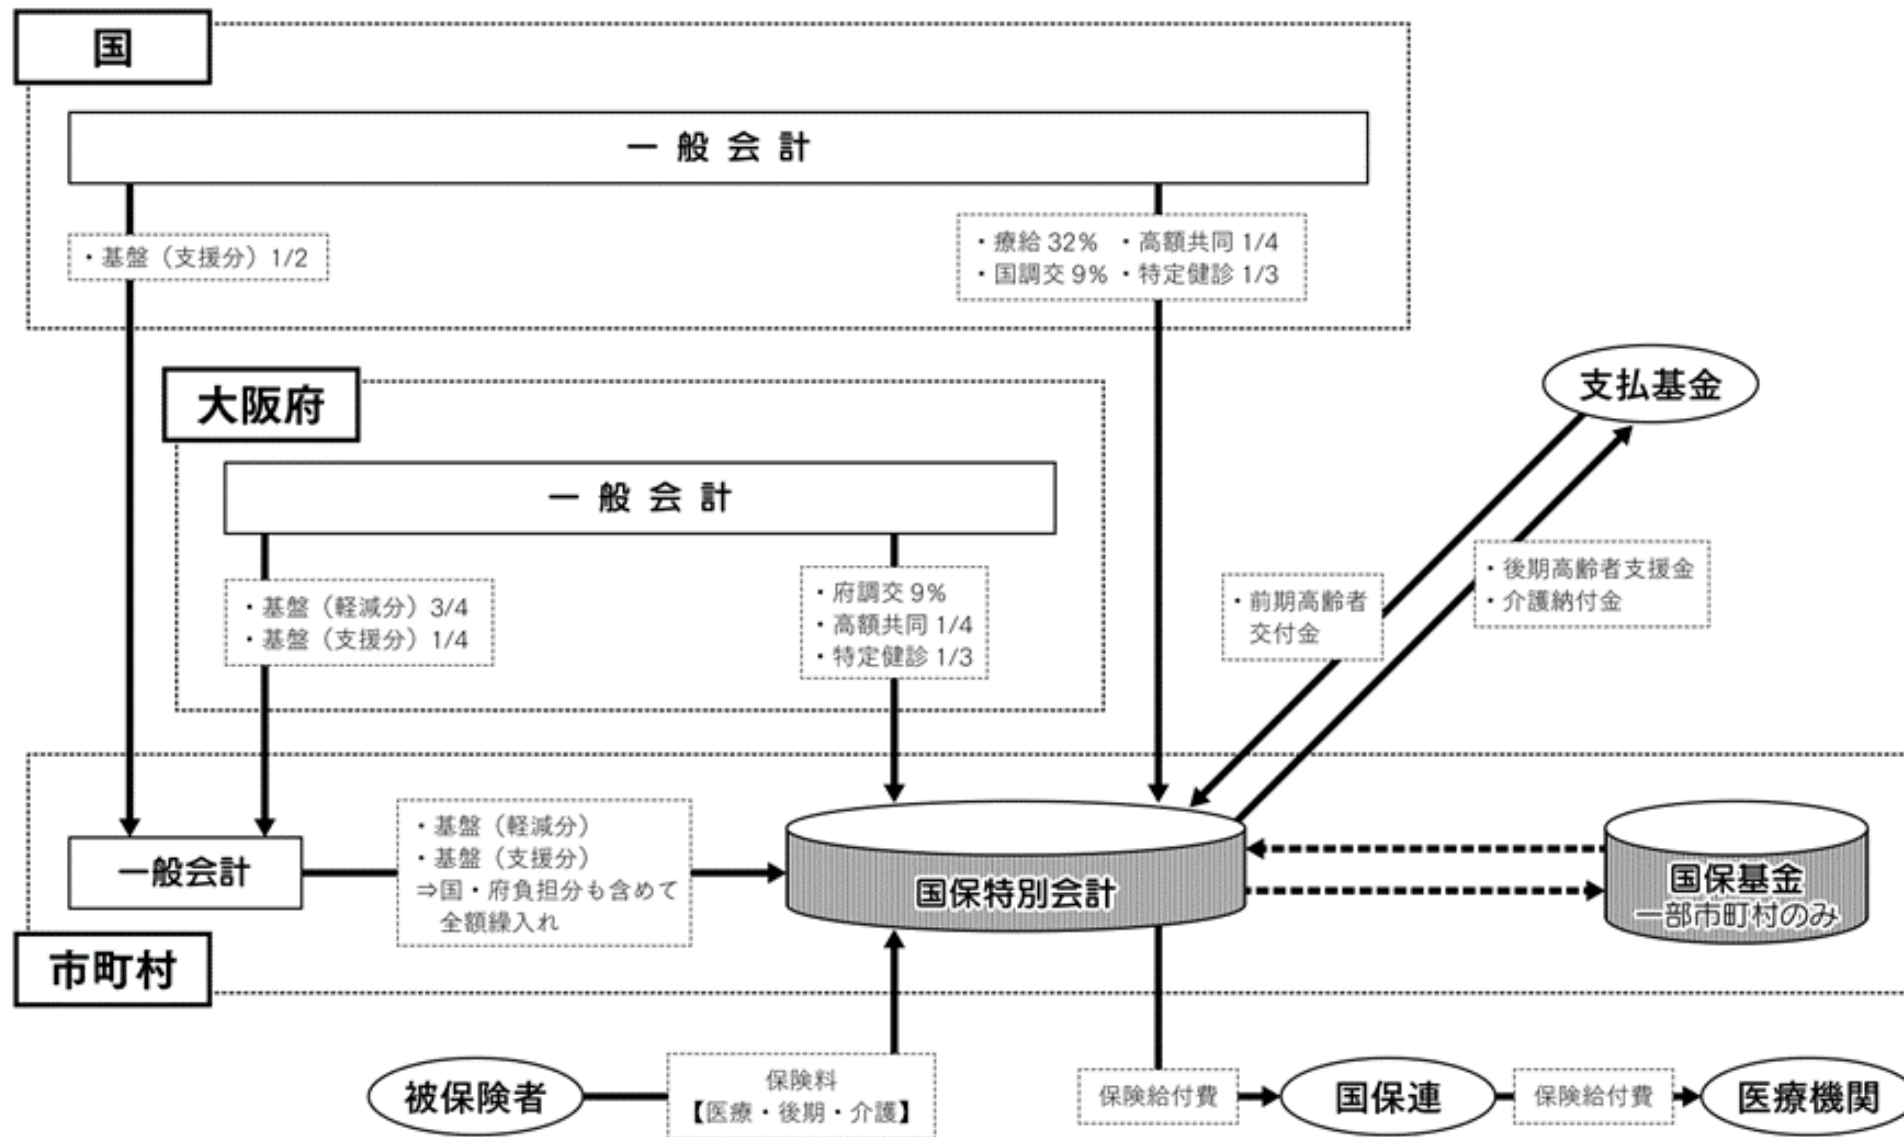 国
一般会計
・基盤（支援分）1/2
・療給 32% ・高額共同 1/4
・国調交 9% ・特定健診 1/3
大阪府
一般会計
・基盤（軽減分）3/4
・基盤（支援分）1/4
・府調交 9%
・高額共同 1/4
・特定健診 1/3
支払基金
・前期高齢者
交付金
・後期高齢者支援金
・介護納付金
一般会計
・基盤（軽減分）
・基盤（支援分）
⇒国・府負担分も含めて
全額繰入れ
国保特別会計
国保基金
一部市町村のみ
市町村
被保険者
保険料
【医療・後期・介護】
保険給付費
国保連
保険給付費
医療機関